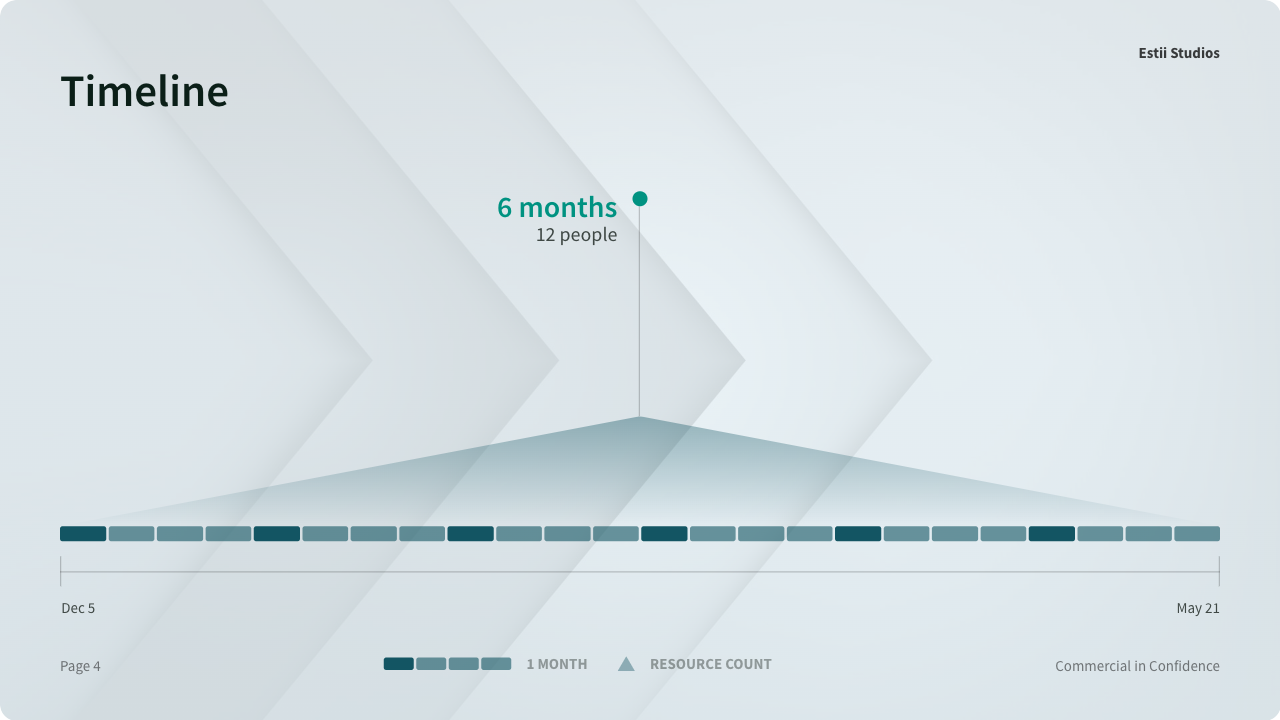 Estii Studios
Timeline
6 months
12 people
Dec 5
May 21
Page 4
1 MONTH
RESOURCE COUNT
Commercial in Confidence